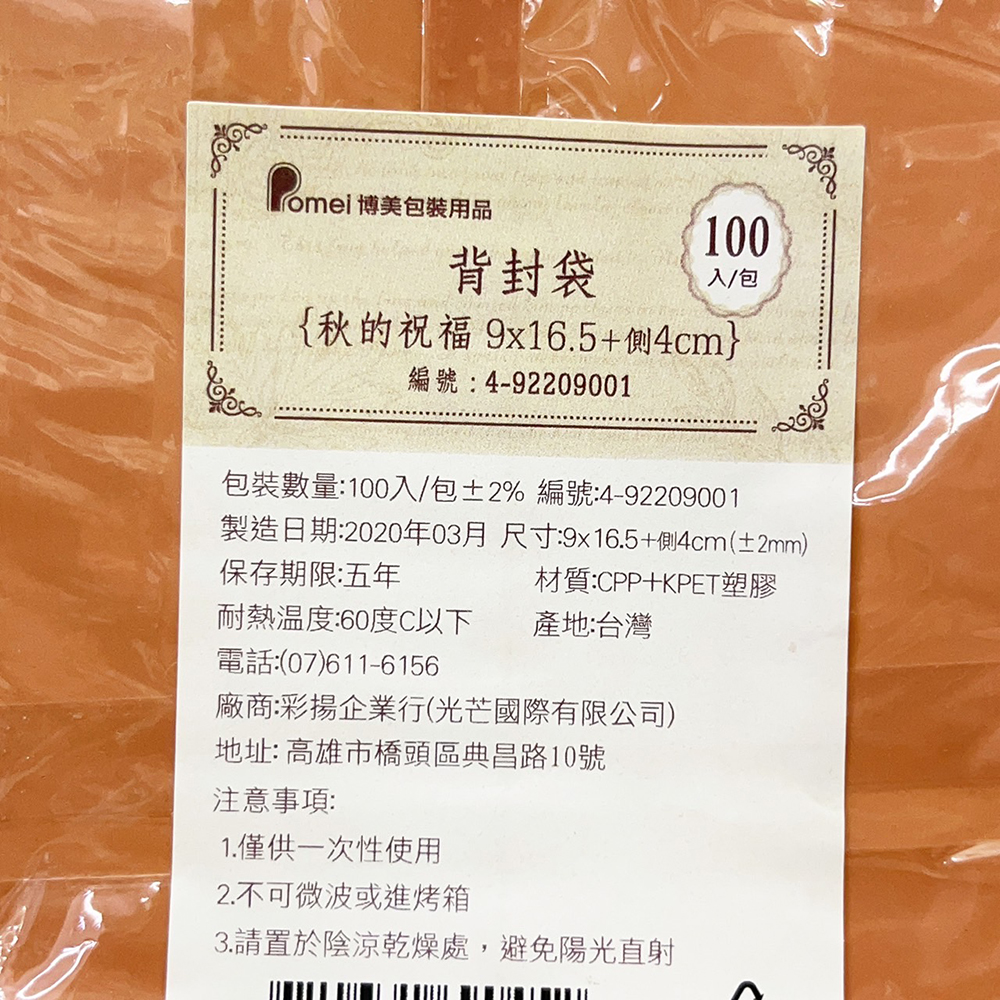 Pomei 博美包裝用品
100
入/包
背封袋
{秋的祝福 9x16.5+側4cm}
編號：4-92209001
包裝數量:100入/包±2% 編號:4-92209001
製造日期:2020年03月 尺寸:9x16.5+側4cm(±2mm)
保存期限:五年 材質:CPP+KPET塑膠
耐熱溫度:60度C以下 產地:台灣
電話:(07)611-6156
廠商:彩揚企業行(光芒國際有限公司)
地址:高雄市橋頭區典昌路10號
注意事項:
1.僅供一次性使用
2.不可微波或進烤箱
3.請置於陰涼乾燥處，避免陽光直射